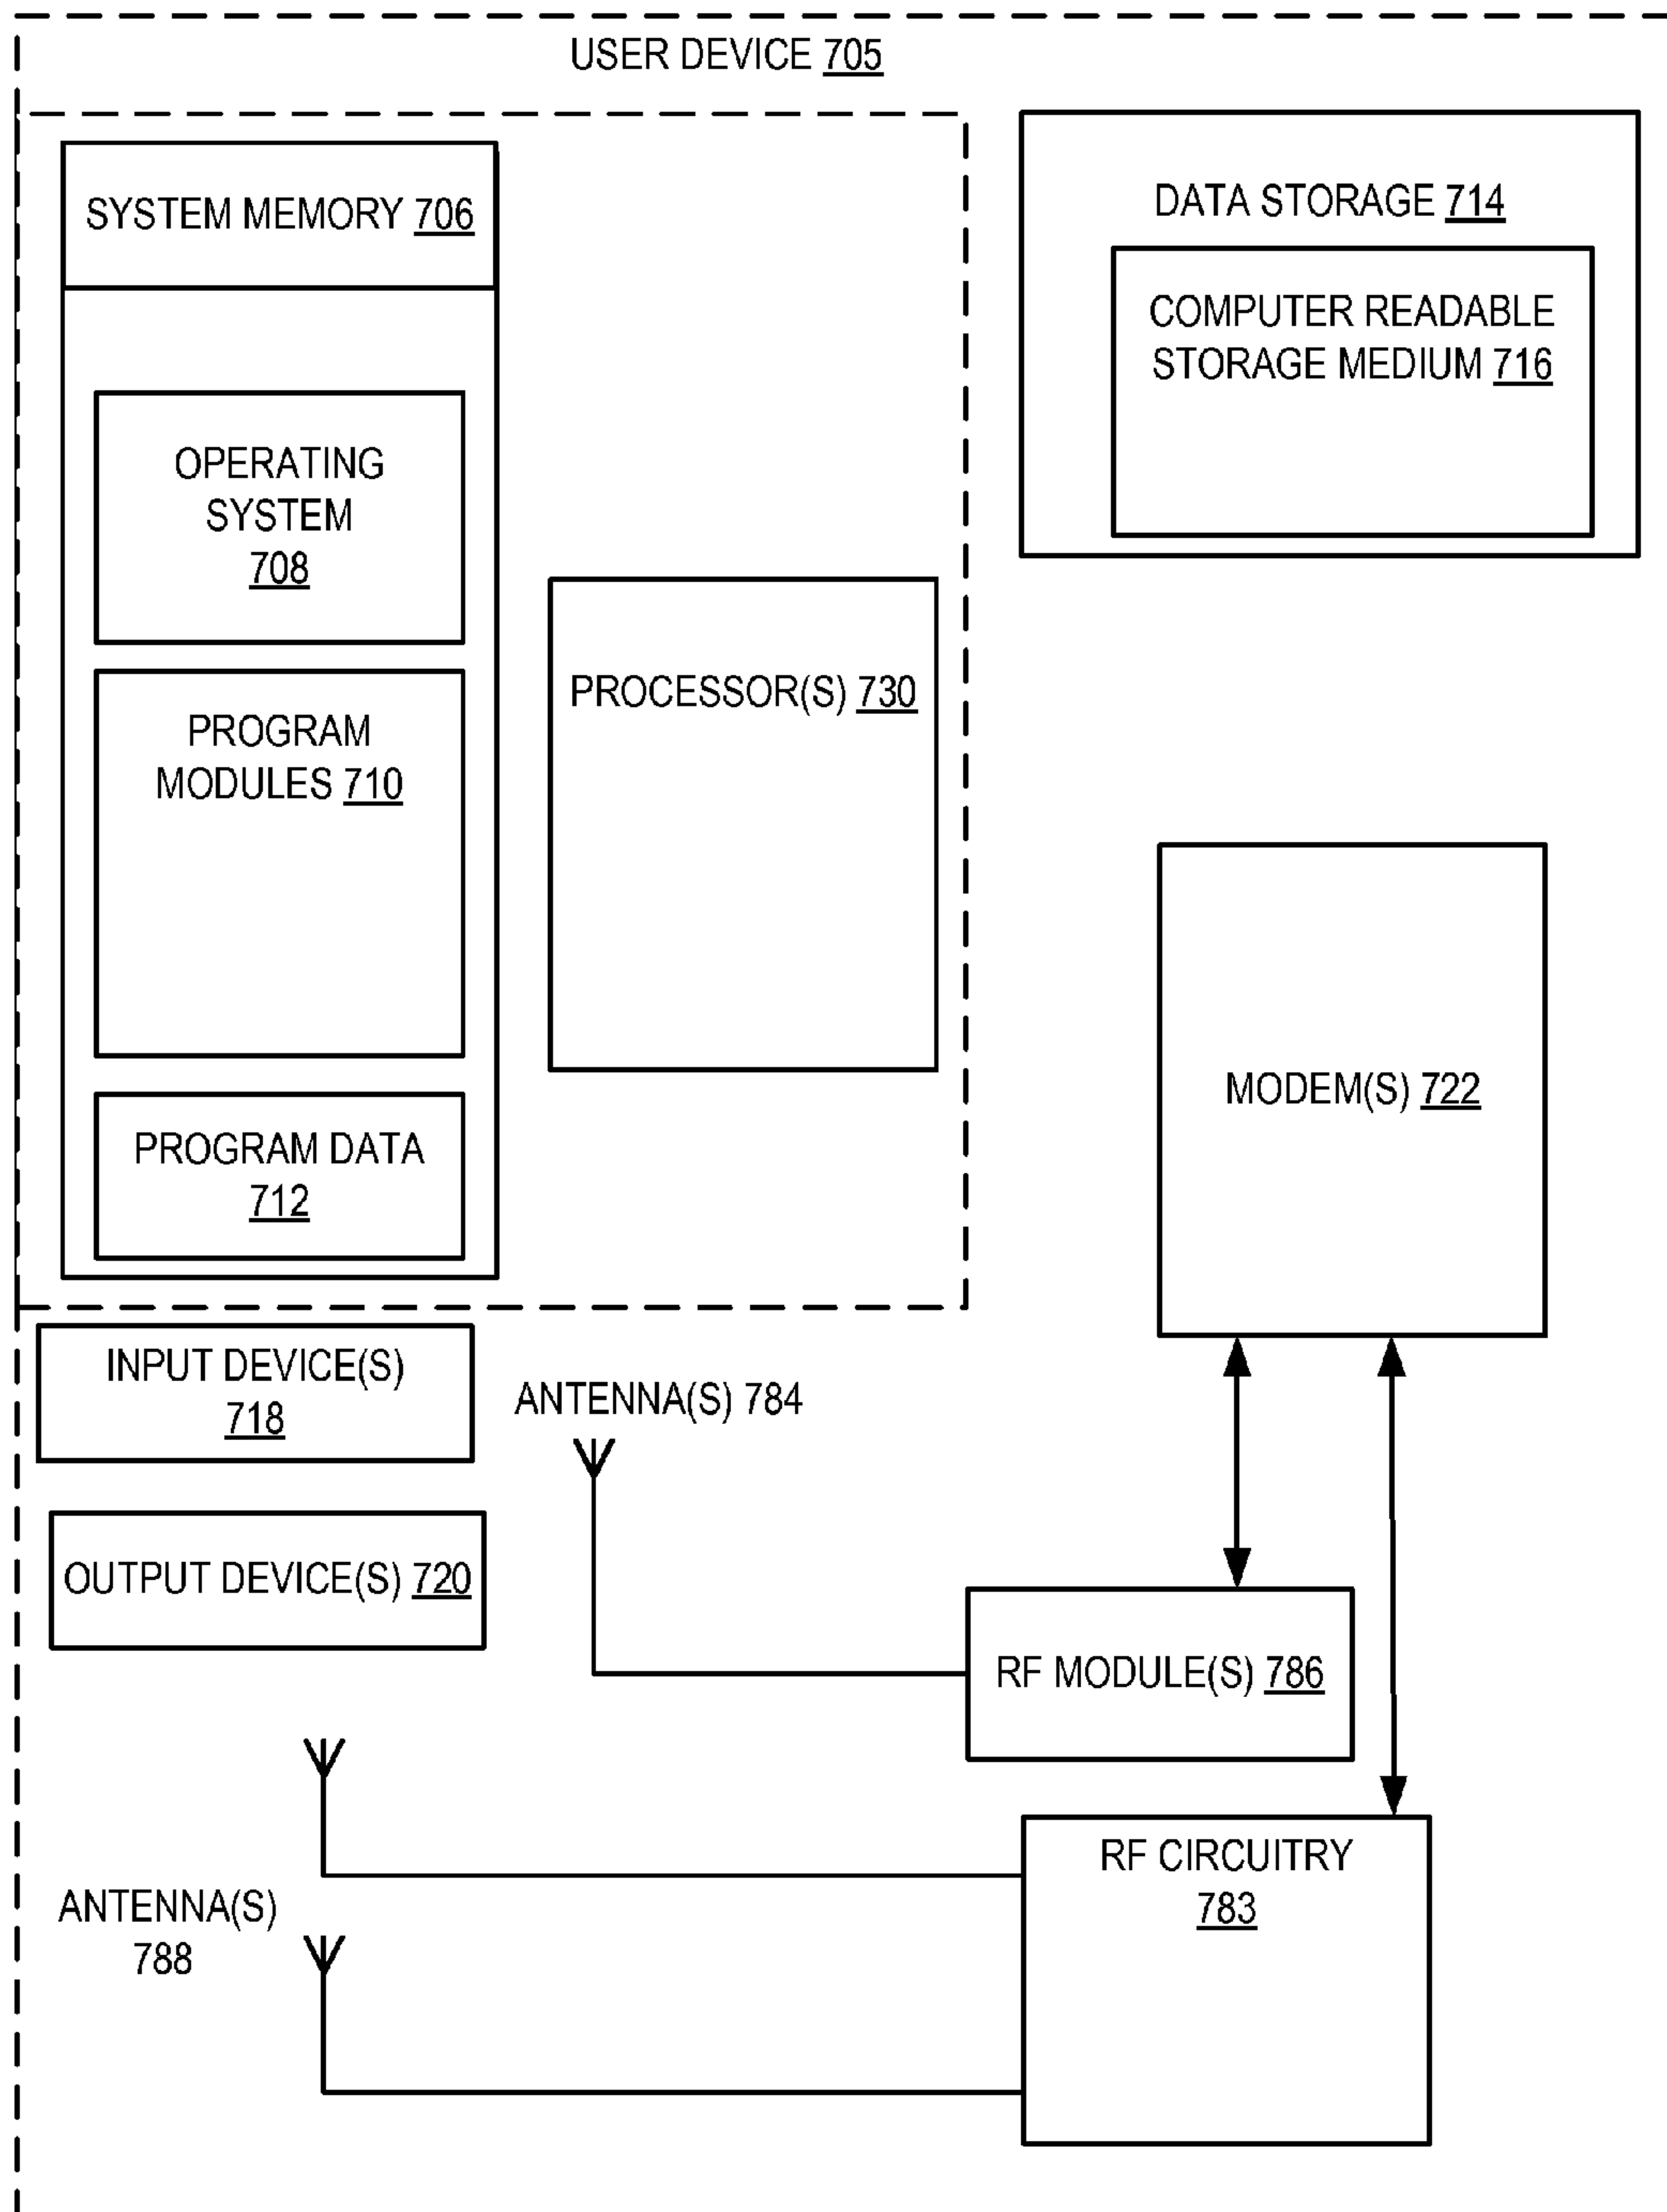 USER DEVICE 705
SYSTEM MEMORY 706
OPERATING
SYSTEM
708
PROGRAM
MODULES 710
PROGRAM DATA
712
PROCESSOR(S) 730
DATA STORAGE 714
COMPUTER READABLE
STORAGE MEDIUM 716
MODEM(S) 722
INPUT DEVICE(S)
718
OUTPUT DEVICE(S) 720
ANTENNA(S) 784
RF MODULE(S) 786
RF CIRCUITRY
783
ANTENNA(S)
788